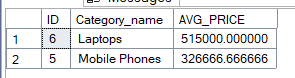 Messages
ID Category_name AVG_PRICE
1 6 Laptops 515000.000000
2 5 Mobile Phones 326666.666666